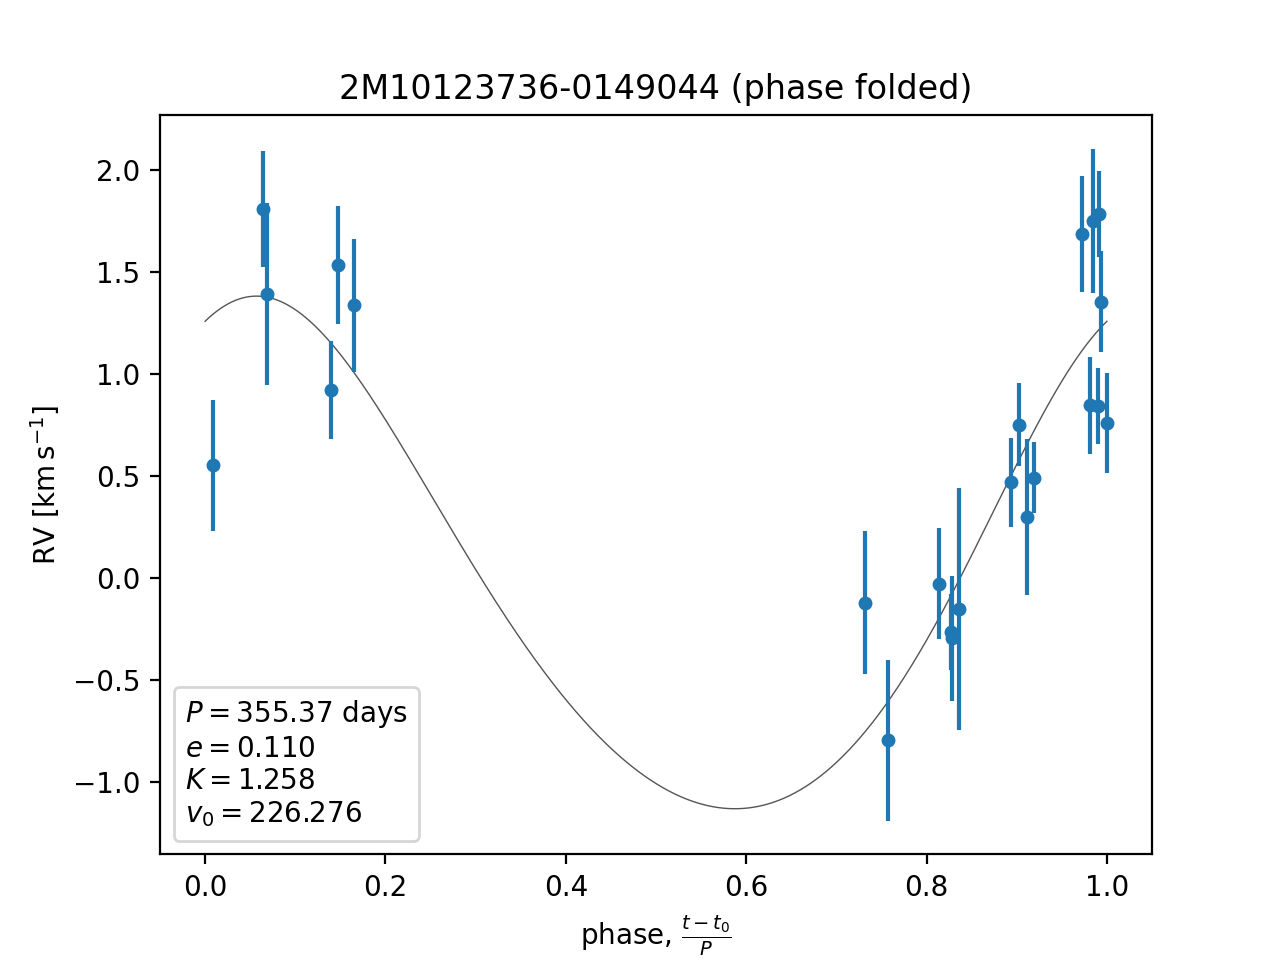 2M10123736-0149044 (phase folded)
RV [km s⁻¹]
2.0
1.5
1.0
0.5
0.0
−0.5
−1.0
P = 355.37 days
e = 0.110
K = 1.258
v₀ = 226.276
0.0 0.2 0.4 0.6 0.8 1.0
phase, (t − t₀)/P